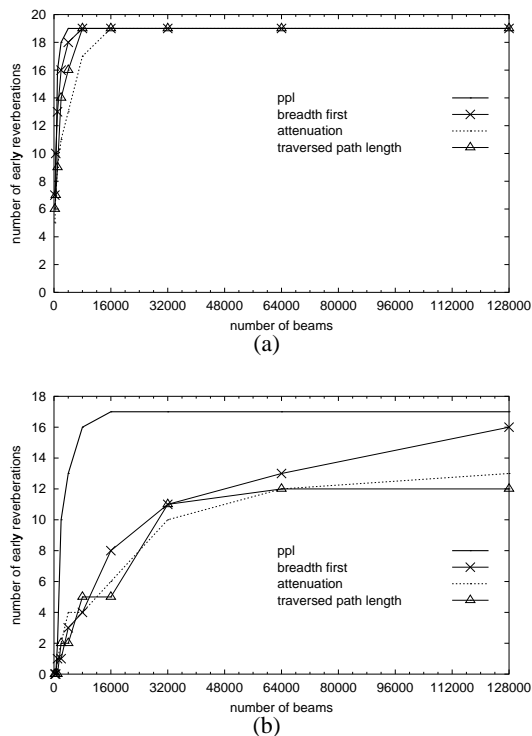 20
18
16
14
12
10
8
6
4
2
0
number of early reverberations
ppl
breadth first
attenuation
traversed path length
0 16000 32000 48000 64000 80000 96000 112000 128000
number of beams
(a)
18
16
14
12
10
8
6
4
2
0
number of early reverberations
ppl
breadth first
attenuation
traversed path length
0 16000 32000 48000 64000 80000 96000 112000 128000
number of beams
(b)